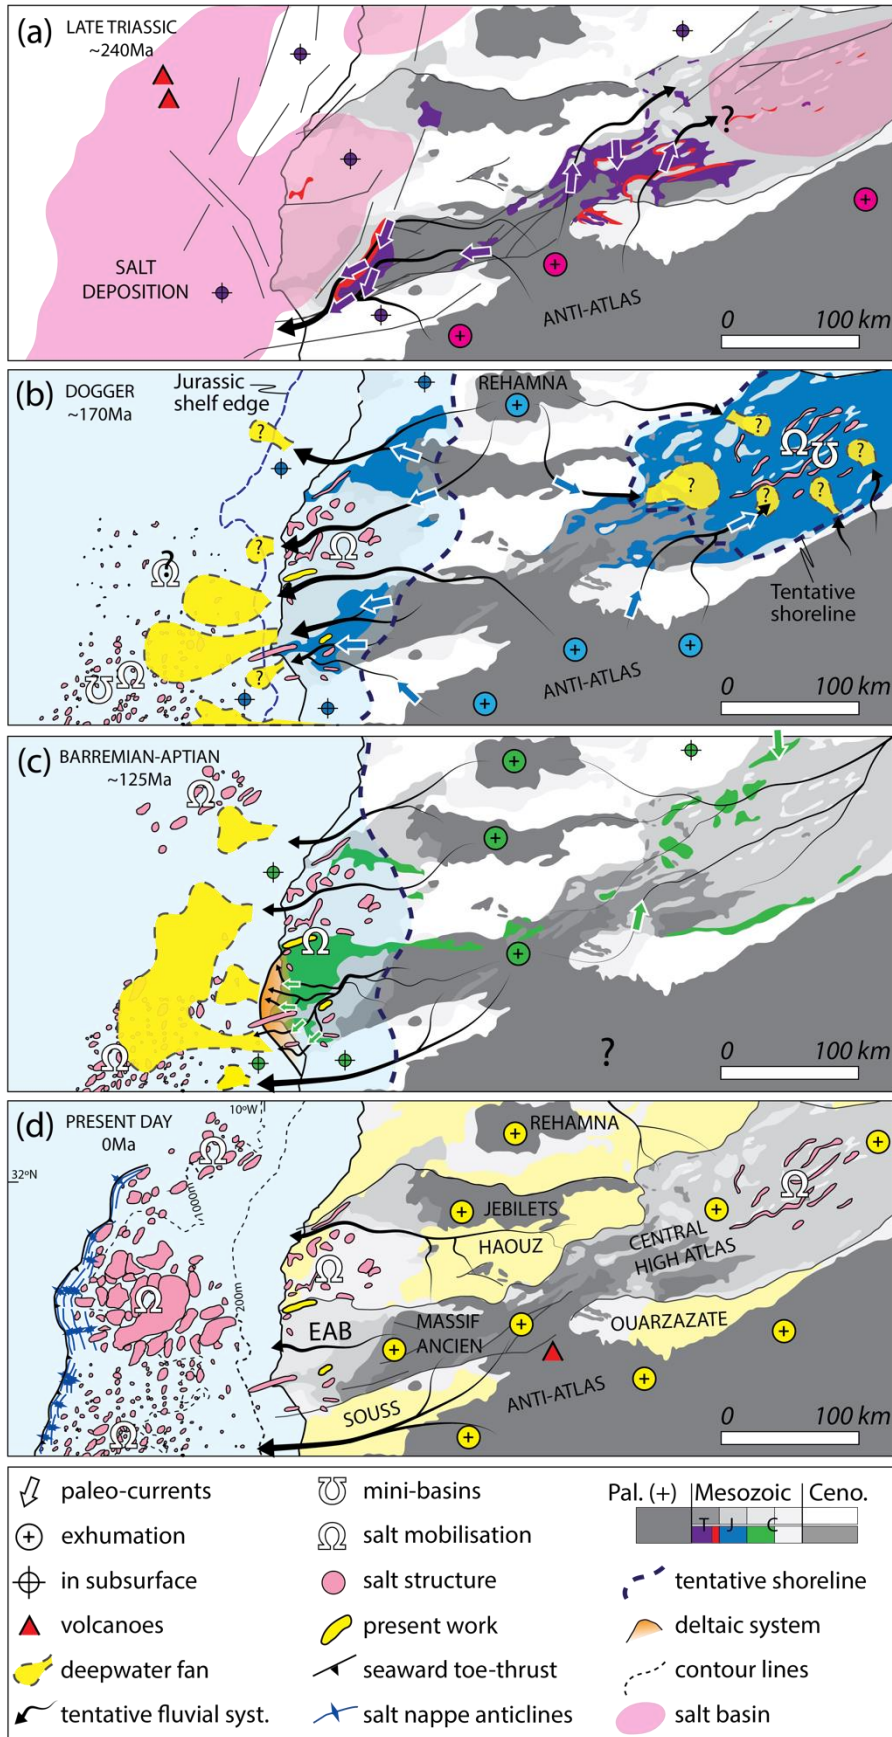 (a)
LATE TRIASSIC
~240Ma
?
SALT
DEPOSITION
ANTI-ATLAS
0 100 km
(b)
DOGGER
~170Ma
Jurassic
shelf edge
REHAMNA
?
?
?
?
?
?
?
?
?
Ω
Ω
Ω
Ω
Ω
Ʊ
Ʊ
Tentative
shoreline
ANTI-ATLAS
0 100 km
(c)
BARREMIAN-APTIAN
~125Ma
Ω
Ω
Ω
?
0 100 km
(d)
PRESENT DAY
0Ma
10ºW
32ºN
1000m
200m
Ω
Ω
Ω
Ω
Ω
REHAMNA
JEBILETS
HAOUZ
CENTRAL
HIGH ATLAS
EAB
MASSIF
ANCIEN
OUARZAZATE
ANTI-ATLAS
SOUSS
0 100 km
paleo-currents
Ʊ mini-basins
Pal. (+) Mesozoic Ceno.
T J C
exhumation
Ω salt mobilisation
in subsurface
salt structure
tentative shoreline
volcanoes
present work
deltaic system
deepwater fan
seaward toe-thrust
contour lines
tentative fluvial syst.
salt nappe anticlines
salt basin